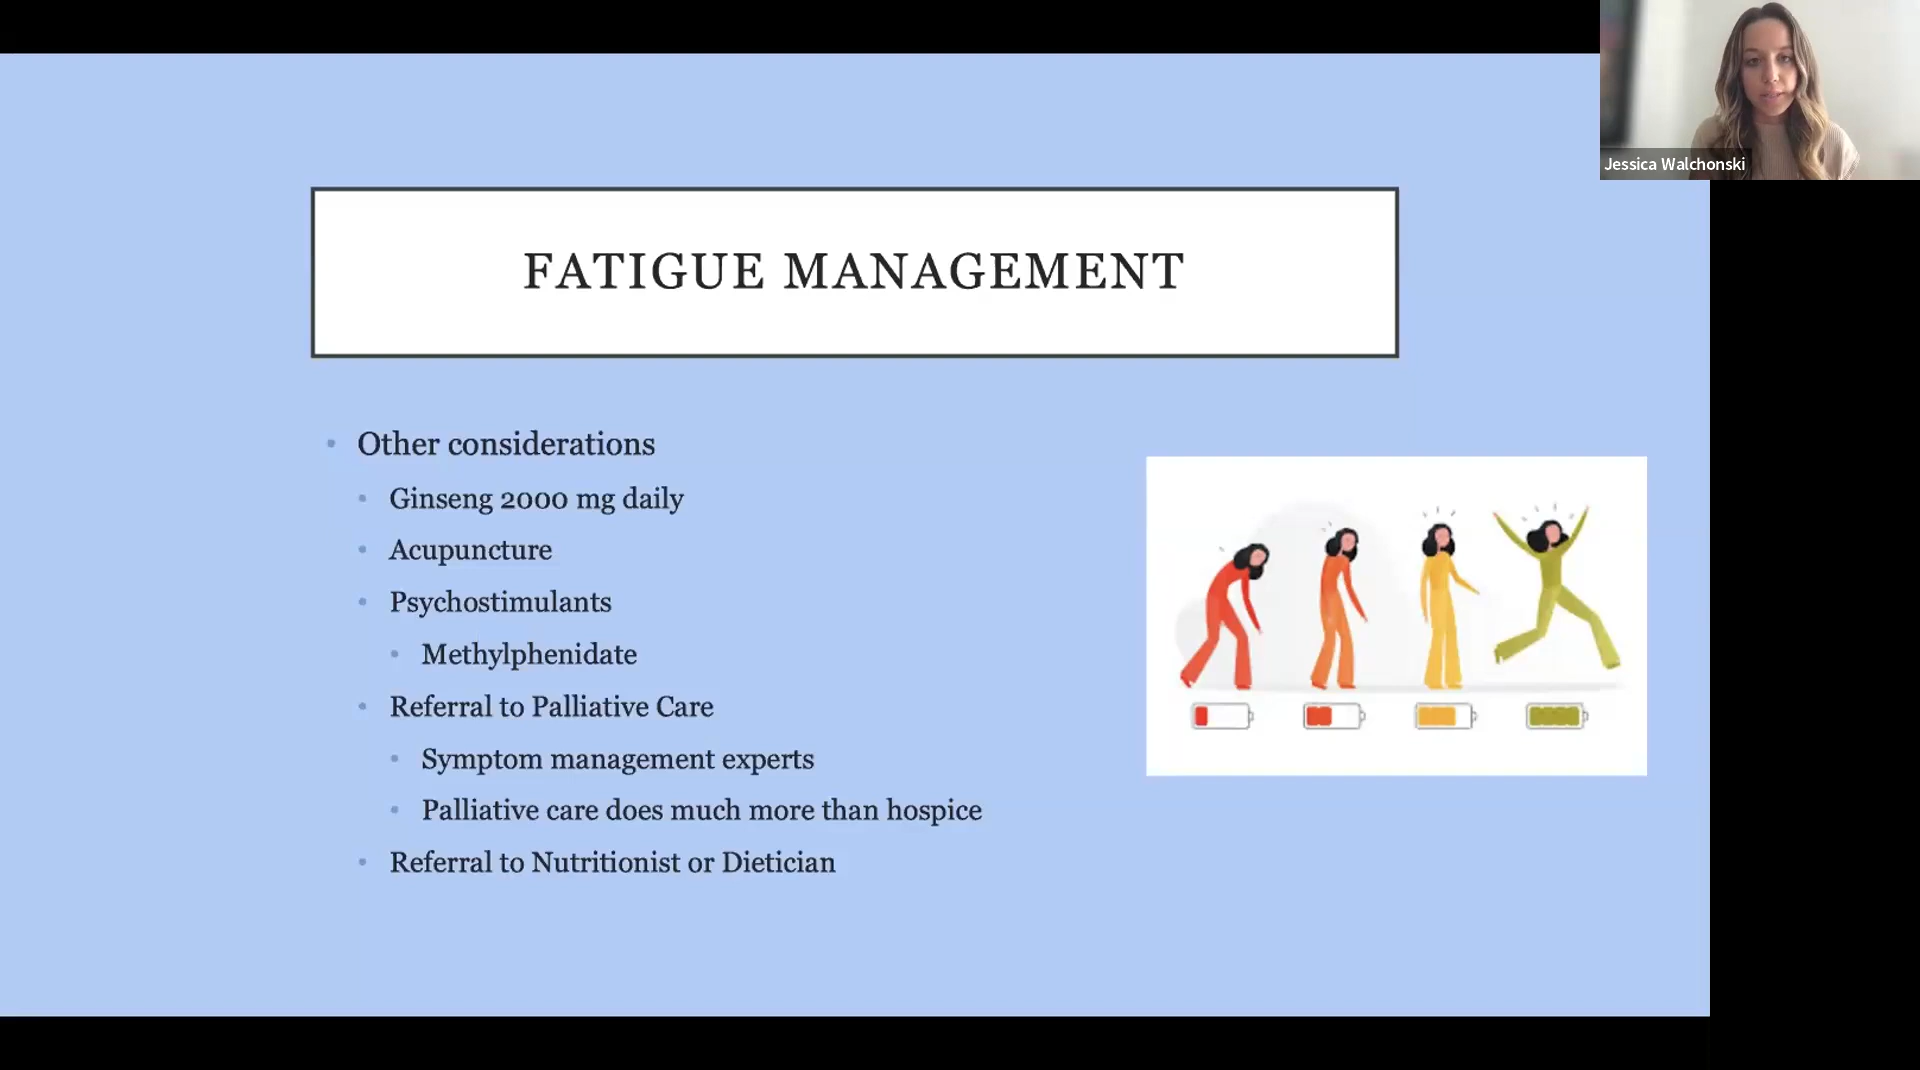 Jessica Walchonski
FATIGUE MANAGEMENT
Other considerations
Ginseng 2000 mg daily
Acupuncture
Psychostimulants
Methylphenidate
Referral to Palliative Care
Symptom management experts
Palliative care does much more than hospice
Referral to Nutritionist or Dietician